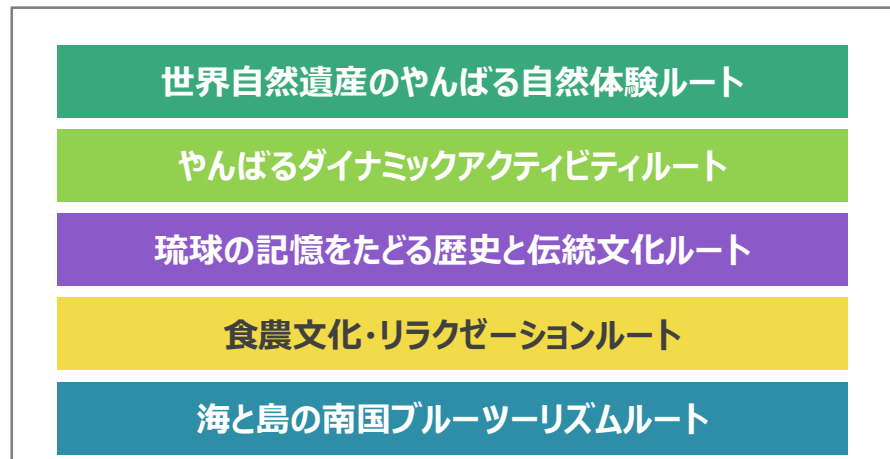 世界自然遺産のやんばる自然体験ルート
やんばるダイナミックアクティビティルート
琉球の記憶をたどる歴史と伝統文化ルート
食農文化・リラクゼーションルート
海と島の南国ブルーツーリズムルート